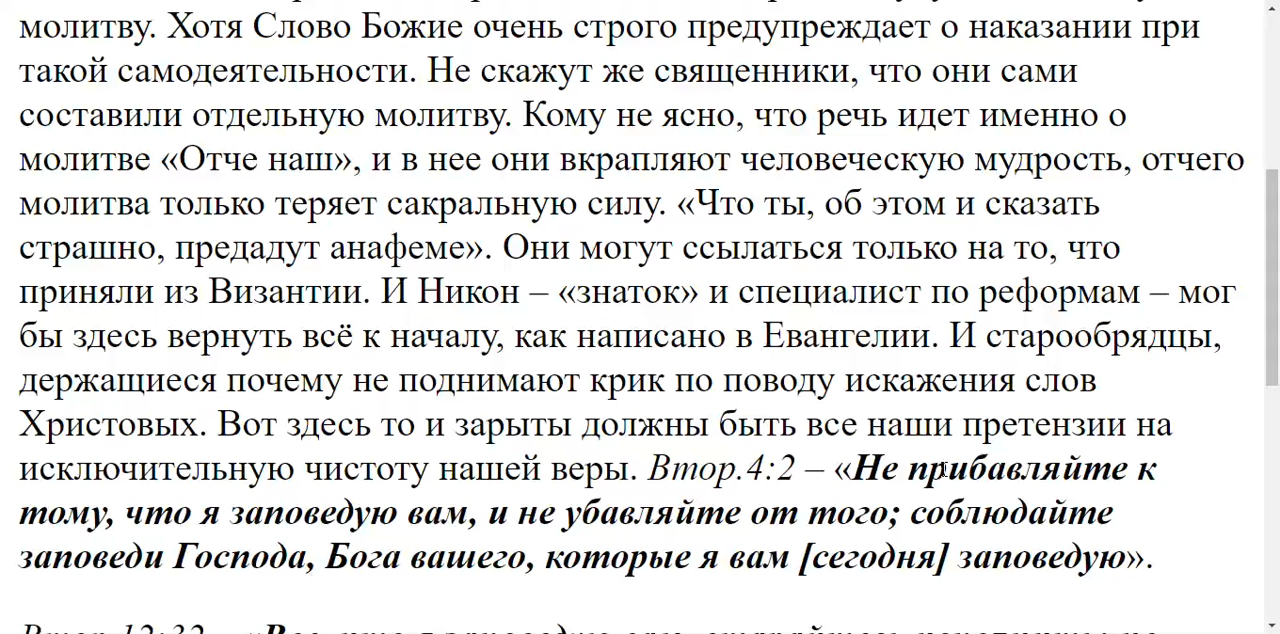 молитву. Хотя Слово Божие очень строго предупреждает о наказании при
такой самодеятельности. Не скажут же священники, что они сами
составили отдельную молитву. Кому не ясно, что речь идет именно о
молитве «Отче наш», и в нее они вкрапляют человеческую мудрость, отчего
молитва только теряет сакральную силу. «Что ты, об этом и сказать
страшно, предадут анафеме». Они могут ссылаться только на то, что
приняли из Византии. И Никон – «знаток» и специалист по реформам – мог
бы здесь вернуть всё к началу, как написано в Евангелии. И старообрядцы,
держащиеся почему не поднимают крик по поводу искажения слов
Христовых. Вот здесь то и зарыты должны быть все наши претензии на
исключительную чистоту нашей веры. Втор.4:2 – «Не прибавляйте к
тому, что я заповедую вам, и не убавляйте от того; соблюдайте
заповеди Господа, Бога вашего, которые я вам [сегодня] заповедую».
Втор.12:32